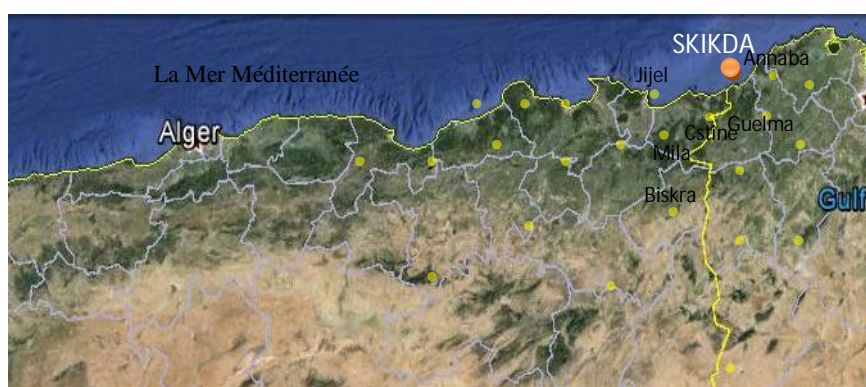 SKIKDA
Annaba
La Mer Méditerranée
Jijel
Alger
Cstine
Guelma
Mila
Biskra
Gulf